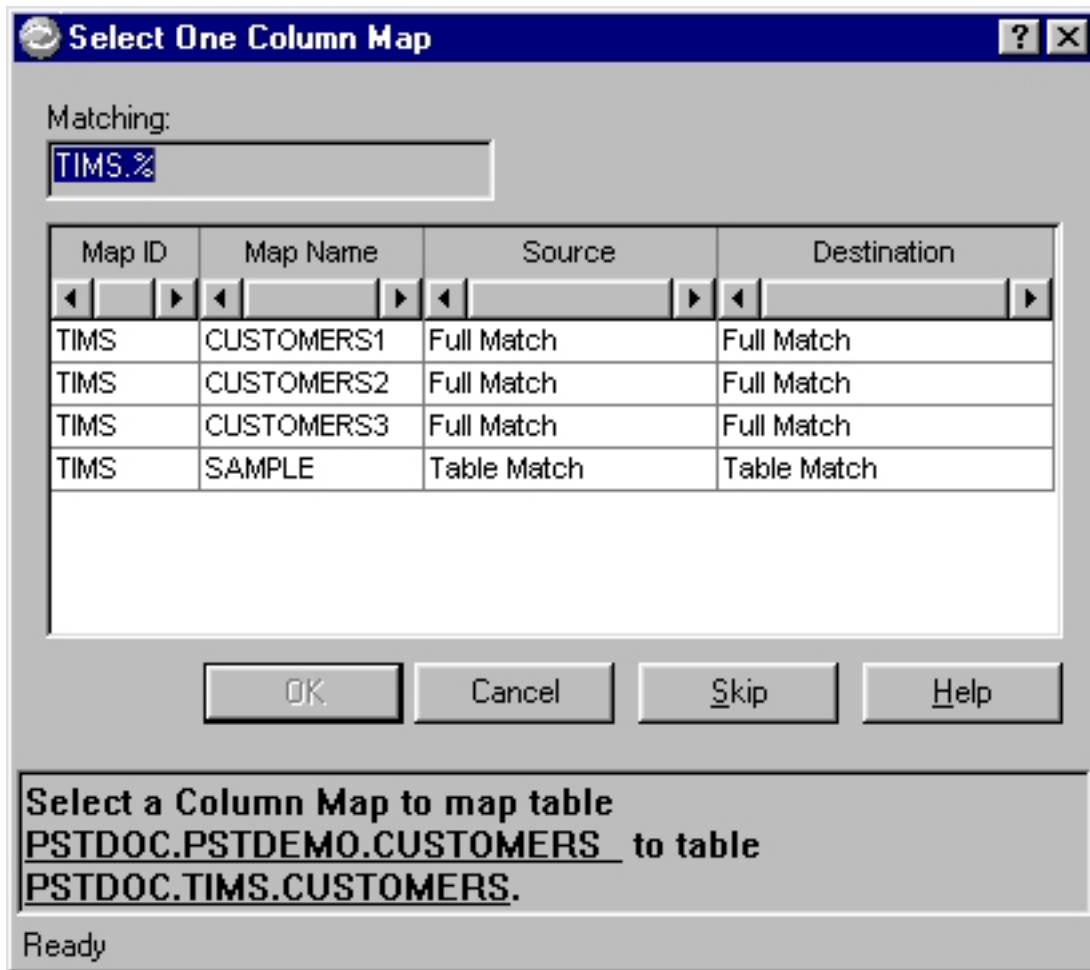 Select One Column Map
Matching:
TIMS.%
Map ID Map Name Source Destination
TIMS CUSTOMERS1 Full Match Full Match
TIMS CUSTOMERS2 Full Match Full Match
TIMS CUSTOMERS3 Full Match Full Match
TIMS SAMPLE Table Match Table Match
OK Cancel Skip Help
Select a Column Map to map table
PSTDOC.PSTDEMO.CUSTOMERS to table
PSTDOC.TIMS.CUSTOMERS.
Ready